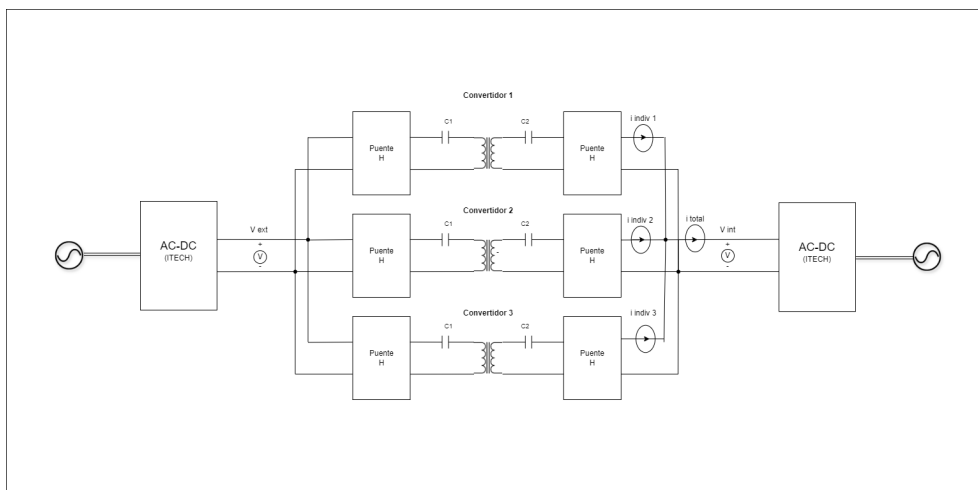 Convertidor 1
C1
C2
i indiv 1
Puente
H
Puente
H
Convertidor 2
C1
C2
i indiv 2
i total
V ext
V int
AC-DC
(ITECH)
+
V
-
Puente
H
-
Puente
H
+
V
-
AC-DC
(ITECH)
Convertidor 3
C1
C2
i indiv 3
Puente
H
Puente
H